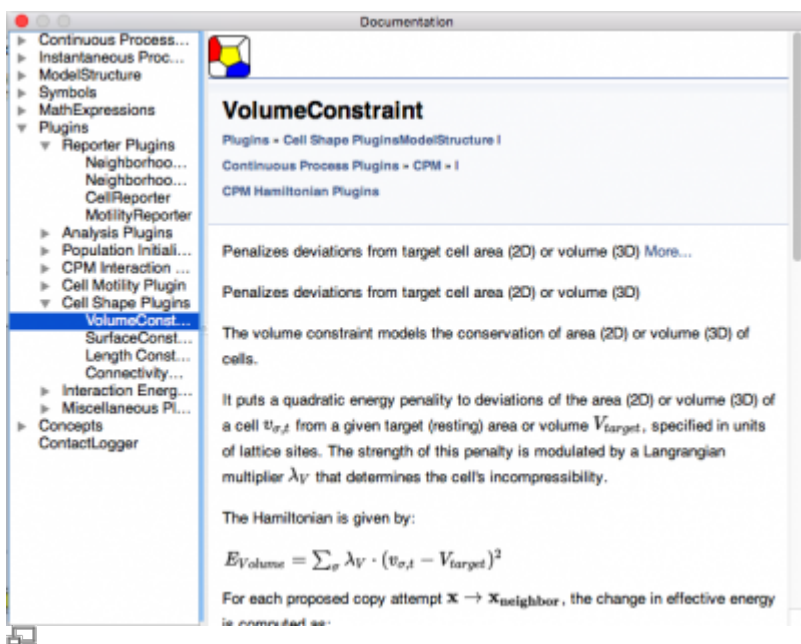 Documentation
Continuous Process...
Instantaneous Proc...
ModelStructure
Symbols
MathExpressions
Plugins
Reporter Plugins
Neighborhoo...
Neighborhoo...
CellReporter
MotilityReporter
Analysis Plugins
Population Initiali...
CPM Interaction ...
Cell Motility Plugin
Cell Shape Plugins
VolumeConst...
SurfaceConst...
Length Const...
Connectivity...
Interaction Energ...
Miscellaneous Pl...
Concepts
ContactLogger
VolumeConstraint
Plugins » Cell Shape PluginsModelStructure |
Continuous Process Plugins » CPM » |
CPM Hamiltonian Plugins
Penalizes deviations from target cell area (2D) or volume (3D) More...
Penalizes deviations from target cell area (2D) or volume (3D)
The volume constraint models the conservation of area (2D) or volume (3D) of
cells.
It puts a quadratic energy penality to deviations of the area (2D) or volume (3D) of
a cell v_{σ,t} from a given target (resting) area or volume V_{target}, specified in units
of lattice sites. The strength of this penalty is modulated by a Langrangian
multiplier λ_V that determines the cell's incompressibility.
The Hamiltonian is given by:
E_{Volume} = ∑_σ λ_V · (v_{σ,t} − V_{target})²
For each proposed copy attempt x → x_{neighbor}, the change in effective energy
is computed as: